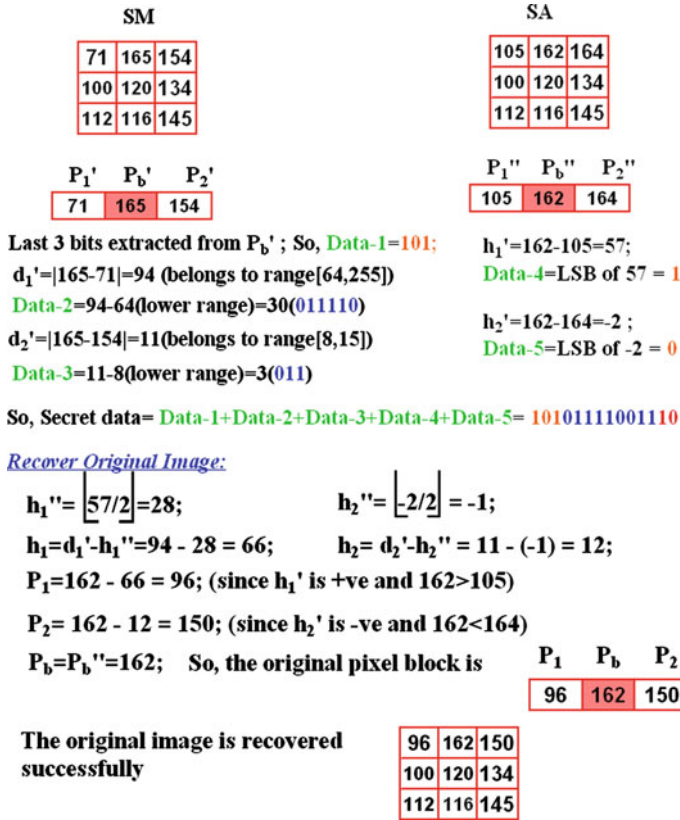 SM SA
71 165 154 105 162 164
100 120 134 100 120 134
112 116 145 112 116 145
P1' Pb' P2' P1'' Pb'' P2''
71 165 154 105 162 164
Last 3 bits extracted from Pb' ; So, Data-1=101;
d1'=|165-71|=94 (belongs to range[64,255])
Data-2=94-64(lower range)=30(011110)
d2'=|165-154|=11(belongs to range[8,15])
Data-3=11-8(lower range)=3(011)
h1'=162-105=57;
Data-4=LSB of 57 = 1
h2'=162-164=-2 ;
Data-5=LSB of -2 = 0
So, Secret data= Data-1+Data-2+Data-3+Data-4+Data-5= 10101111001110
Recover Original Image:
h1''= ⌊57/2⌋=28; h2''= ⌊-2/2⌋ = -1;
h1=d1'-h1''=94 - 28 = 66; h2= d2'-h2'' = 11 - (-1) = 12;
P1=162 - 66 = 96; (since h1' is +ve and 162>105)
P2= 162 - 12 = 150; (since h2' is -ve and 162<164)
Pb=Pb''=162; So, the original pixel block is
P1 Pb P2
96 162 150
The original image is recovered
successfully
96 162 150
100 120 134
112 116 145